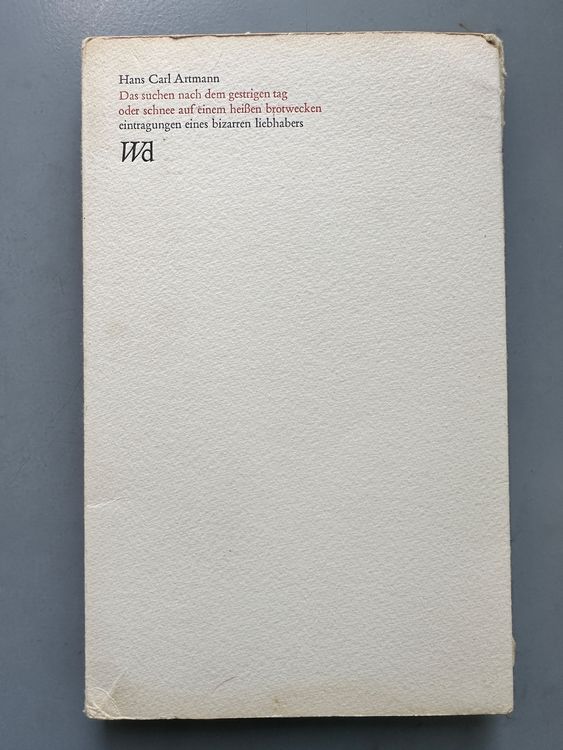 Hans Carl Artmann
Das suchen nach dem gestrigen tag
oder schnee auf einem heißen brotwecken
eintragungen eines bizarren liebhabers
Wd